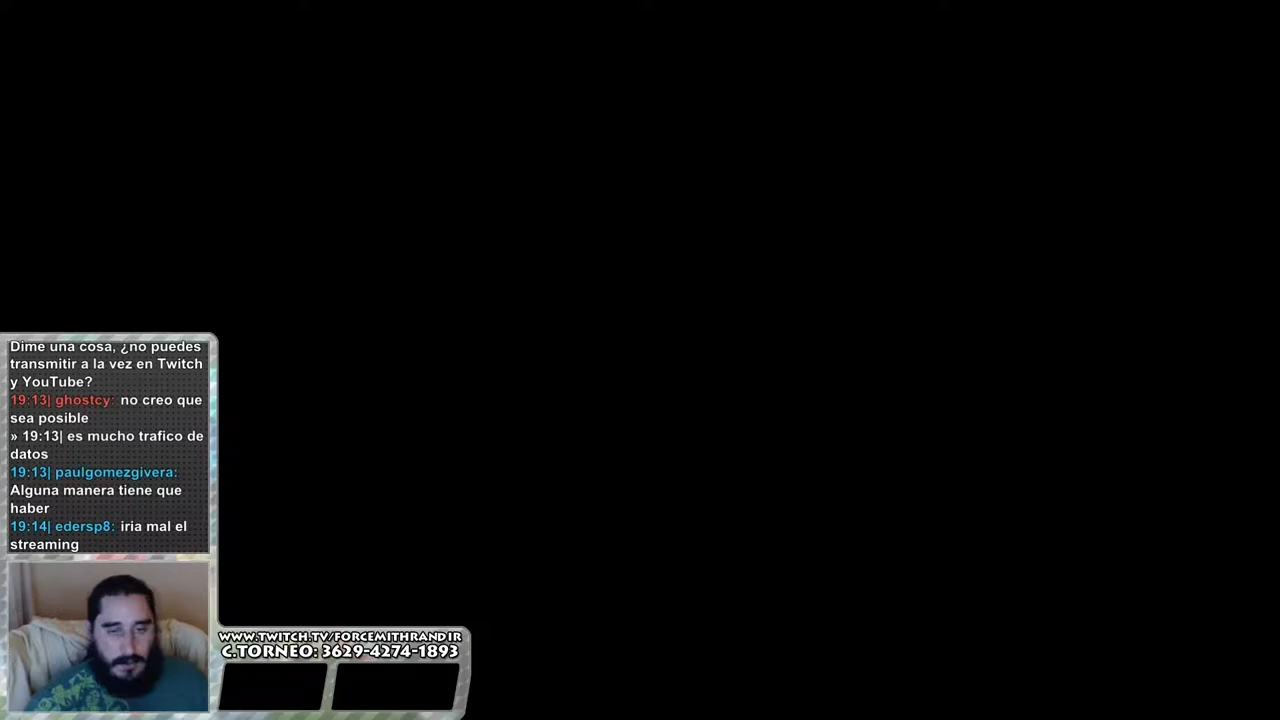 Dime una cosa, ¿no puedes
transmitir a la vez en Twitch
y YouTube?
19:13| ghostcy: no creo que
sea posible
» 19:13| es mucho trafico de
datos
19:13| paulgomezgivera:
Alguna manera tiene que
haber
19:14| edersp8: iria mal el
streaming
WWW.TWITCH.TV/FORCEMITHRANDIR
C.TORNEO: 3629-4274-1893